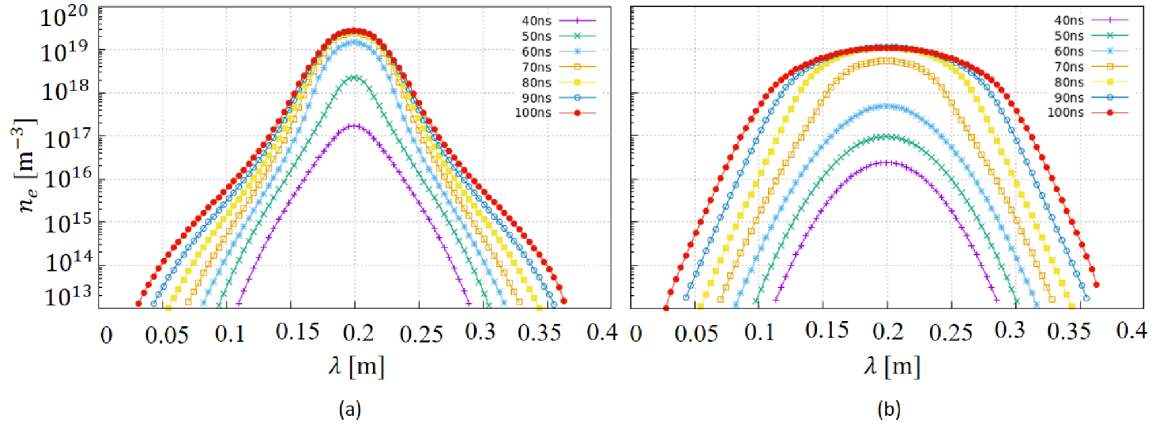 10^20
10^19
10^18
10^17
10^16
10^15
10^14
10^13
n_e [m^−3]
40ns
50ns
60ns
70ns
80ns
90ns
100ns
0 0.05 0.1 0.15 0.2 0.25 0.3 0.35 0.4
λ [m]
(a)
40ns
50ns
60ns
70ns
80ns
90ns
100ns
0 0.05 0.1 0.15 0.2 0.25 0.3 0.35 0.4
λ [m]
(b)